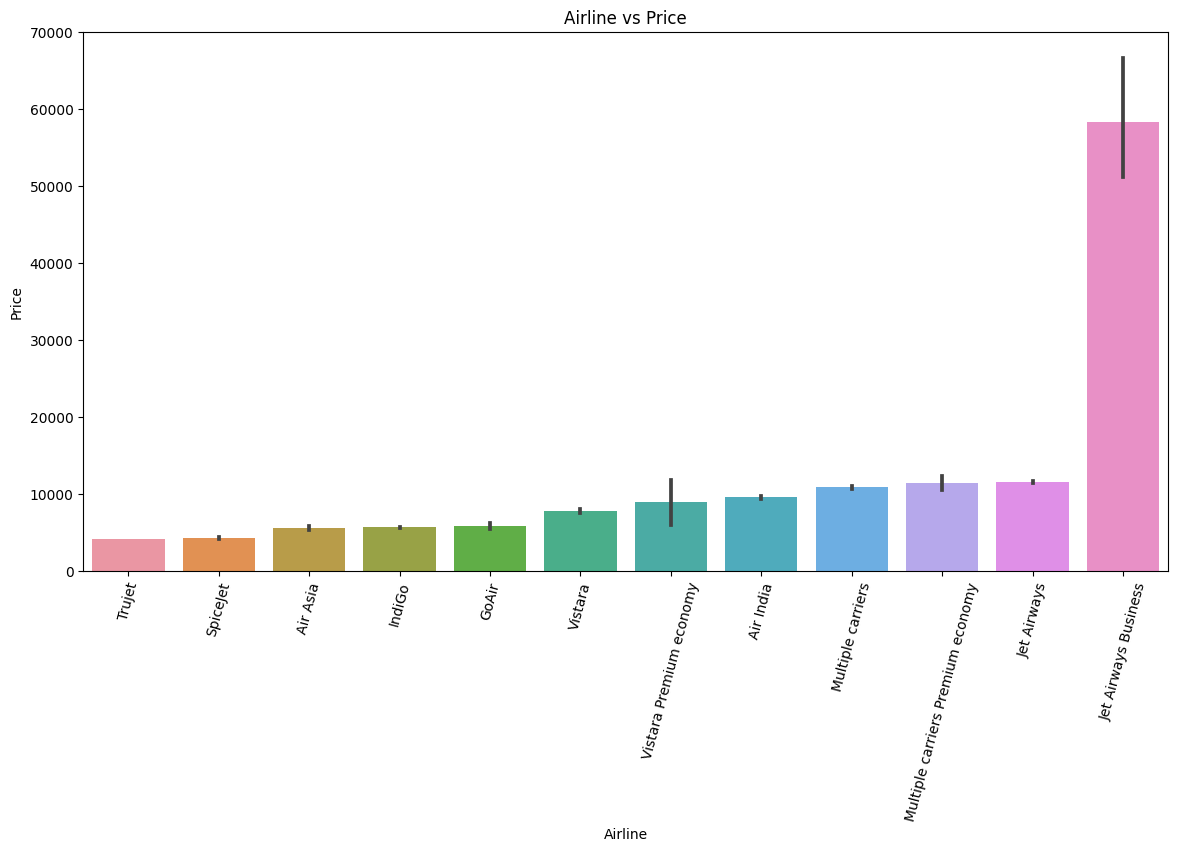 Airline vs Price
Price
70000
60000
50000
40000
30000
20000
10000
0
Trujet
SpiceJet
Air Asia
IndiGo
GoAir
Vistara
Vistara Premium economy
Air India
Multiple carriers
Multiple carriers Premium economy
Jet Airways
Jet Airways Business
Airline